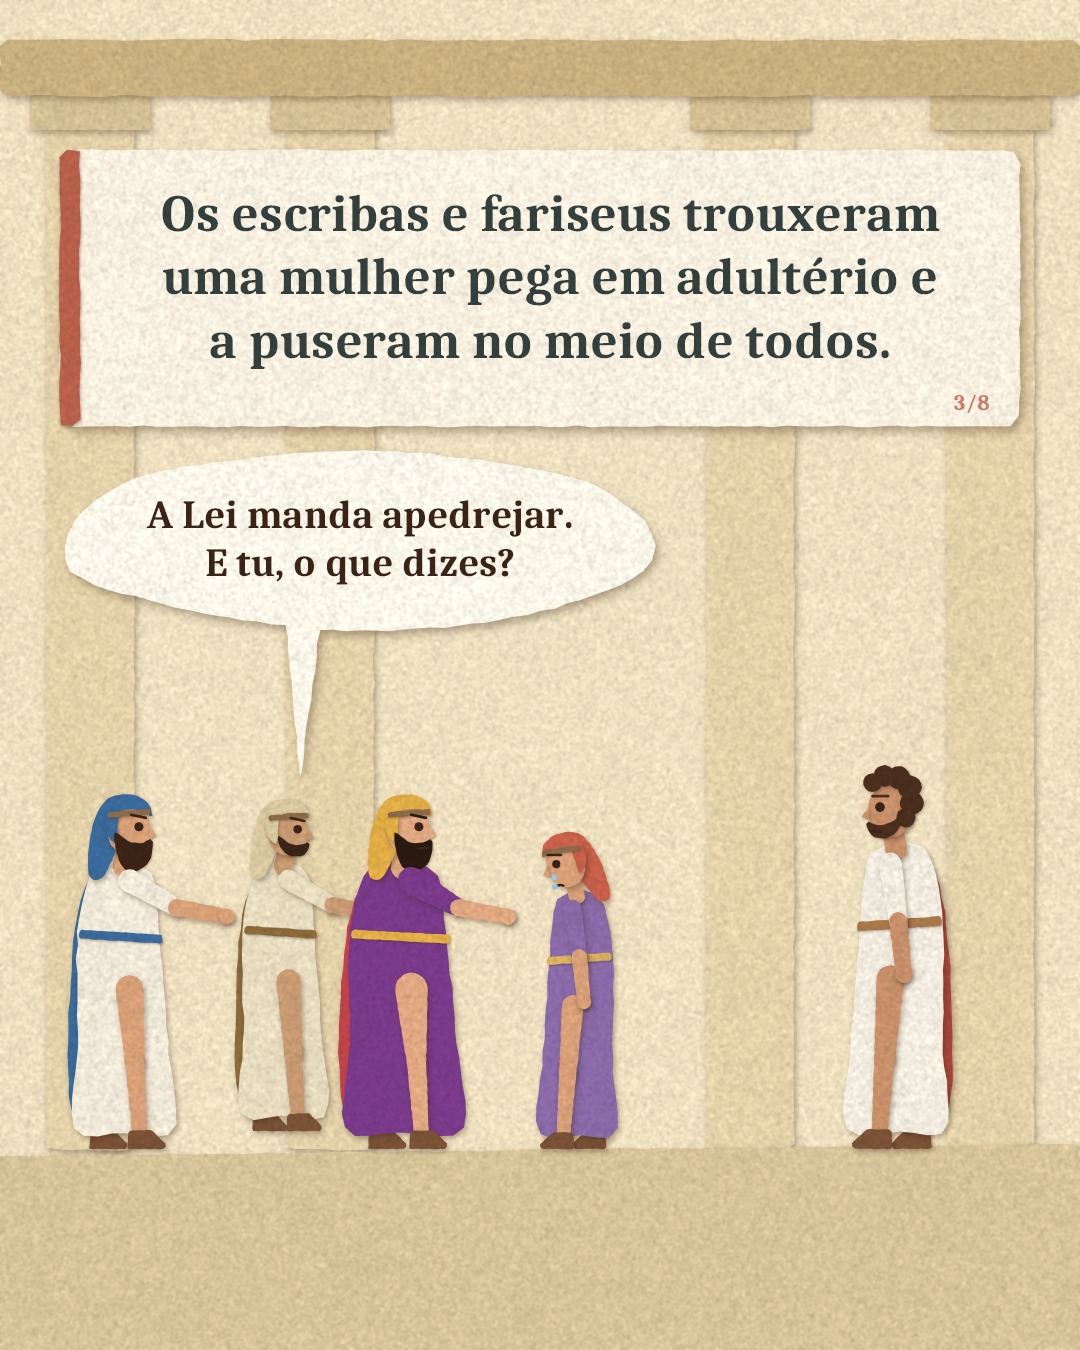 Os escribas e fariseus trouxeram
uma mulher pega em adultério e
a puseram no meio de todos.
3/8
A Lei manda apedrejar.
E tu, o que dizes?